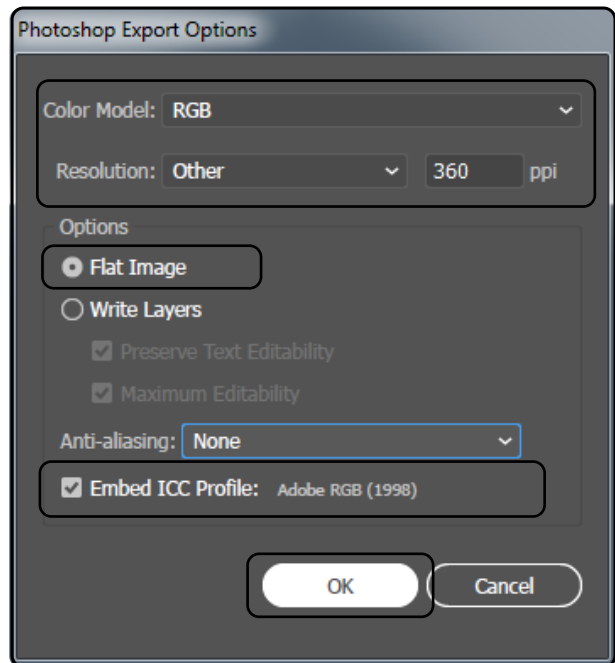 Photoshop Export Options
Color Model: RGB
Resolution: Other 360 ppi
Options
Flat Image
Write Layers
Preserve Text Editability
Maximum Editability
Anti-aliasing: None
Embed ICC Profile: Adobe RGB (1998)
OK Cancel